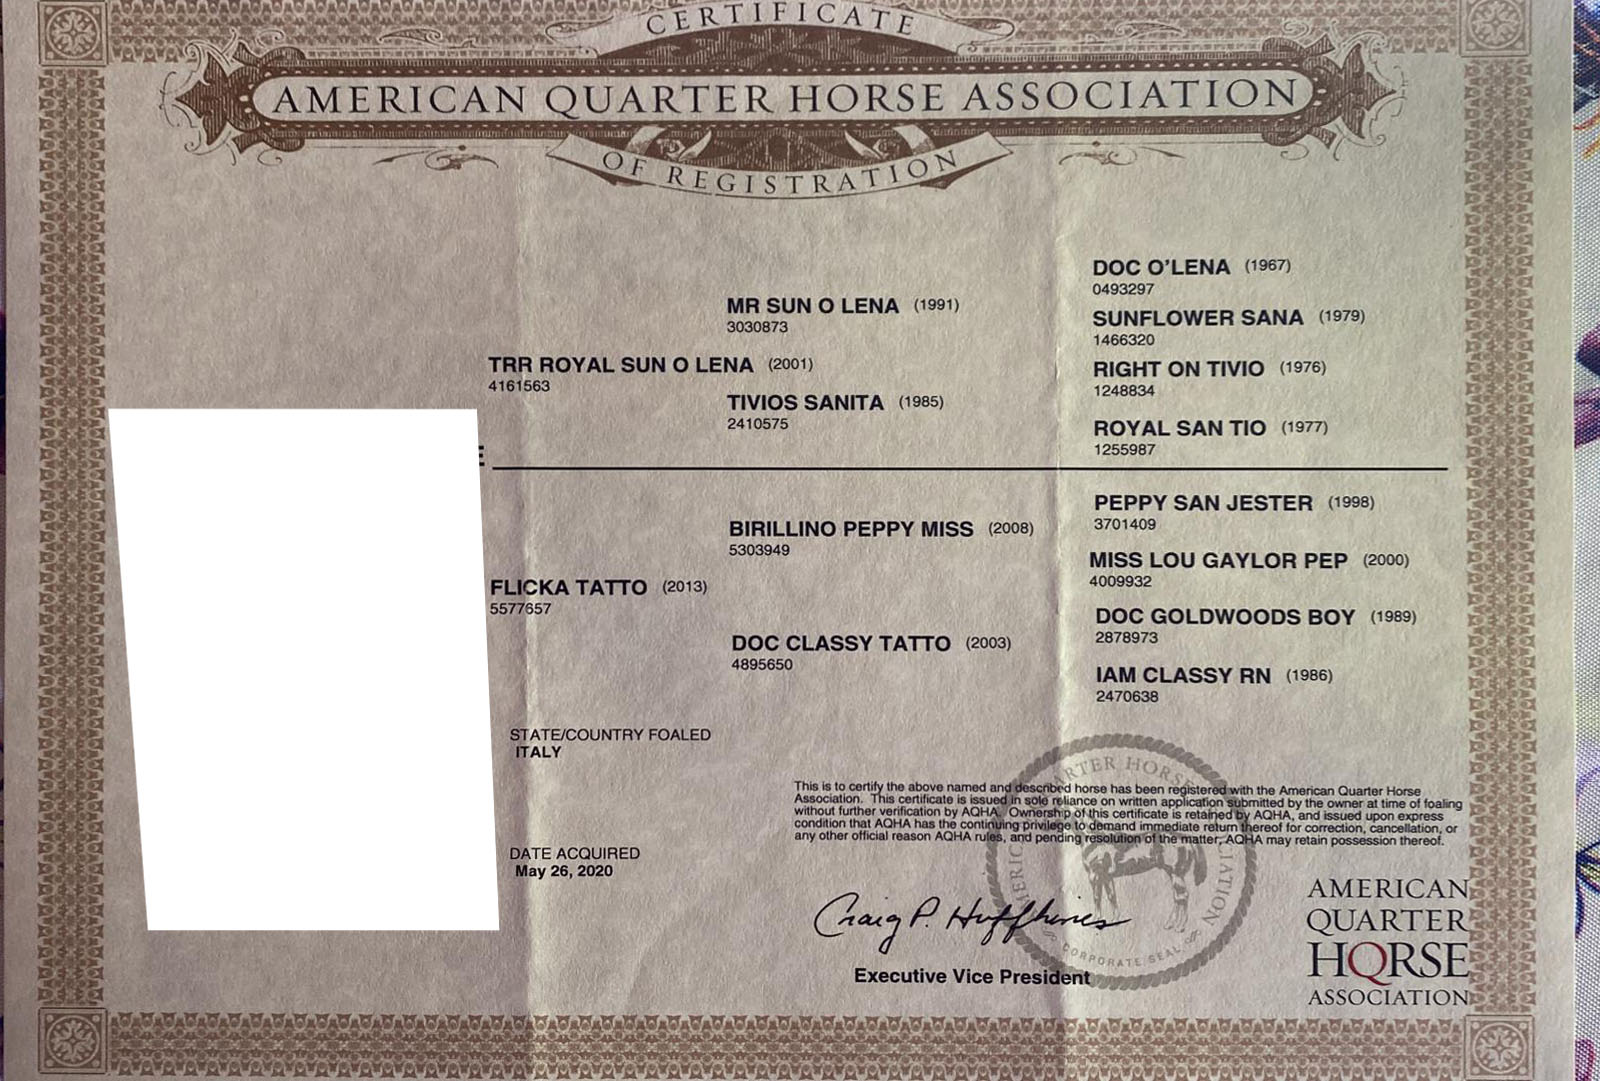 CERTIFICATE
AMERICAN QUARTER HORSE ASSOCIATION
OF REGISTRATION
DOC O'LENA (1967)
0493297
MR SUN O LENA (1991)
3030873
SUNFLOWER SANA (1979)
1466320
TRR ROYAL SUN O LENA (2001)
4161563
RIGHT ON TIVIO (1976)
1248834
TIVIOS SANITA (1985)
2410575
ROYAL SAN TIO (1977)
1255987
E
PEPPY SAN JESTER (1998)
3701409
BIRILLINO PEPPY MISS (2008)
5303949
MISS LOU GAYLOR PEP (2000)
4009932
FLICKA TATTO (2013)
5577657
DOC GOLDWOODS BOY (1989)
2878973
DOC CLASSY TATTO (2003)
4895650
IAM CLASSY RN (1986)
2470638
STATE/COUNTRY FOALED
ITALY
DATE ACQUIRED
May 26, 2020
This is to certify the above named and described horse has been registered with the American Quarter Horse
Association. This certificate is issued in sole reliance on written application submitted by the owner at time of foaling
without further verification by AQHA. Ownership of this certificate is retained by AQHA, and issued upon express
condition that AQHA has the continuing privilege to demand immediate return thereof for correction, cancellation, or
any other official reason AQHA rules, and pending resolution of the matter, AQHA may retain possession thereof.
Craig P. Huffhines
Executive Vice President
CORPORATE SEAL
AMERICAN
QUARTER
HORSE
ASSOCIATION